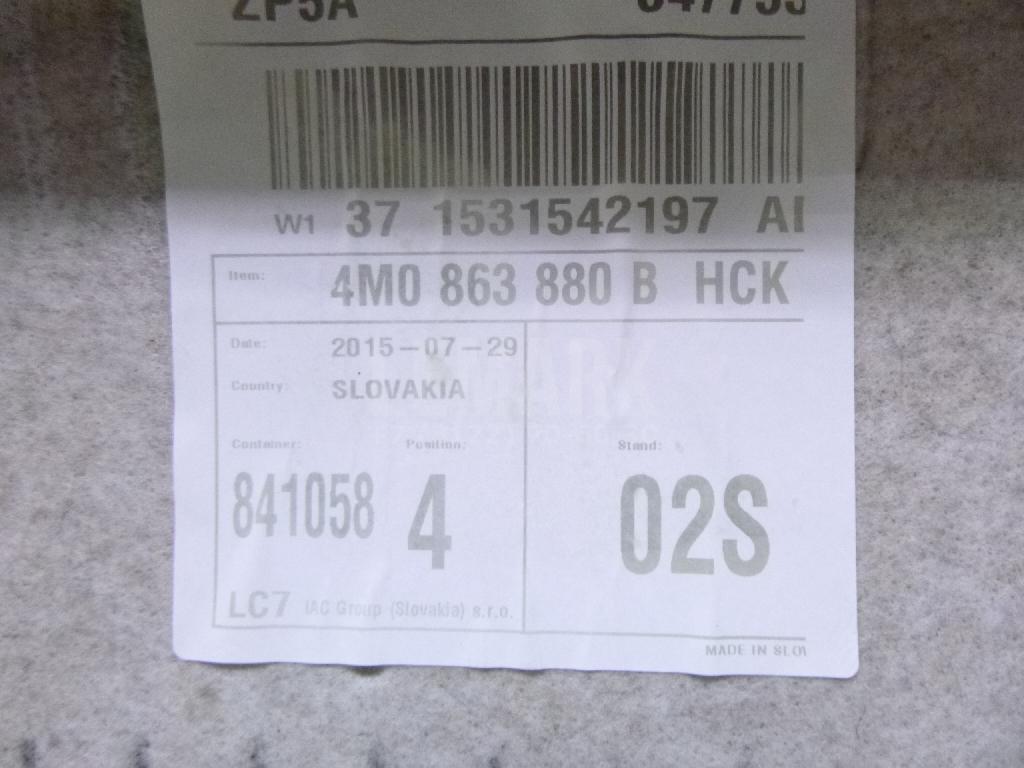 ZP5A
W1 37 1531542197 AI
Item: 4M0 863 880 B HCK
Date: 2015-07-29
Country: SLOVAKIA
Container: Position: Stand:
841058 4 02S
LC7 IAC Group (Slovakia) s.r.o.
MADE IN SLOV